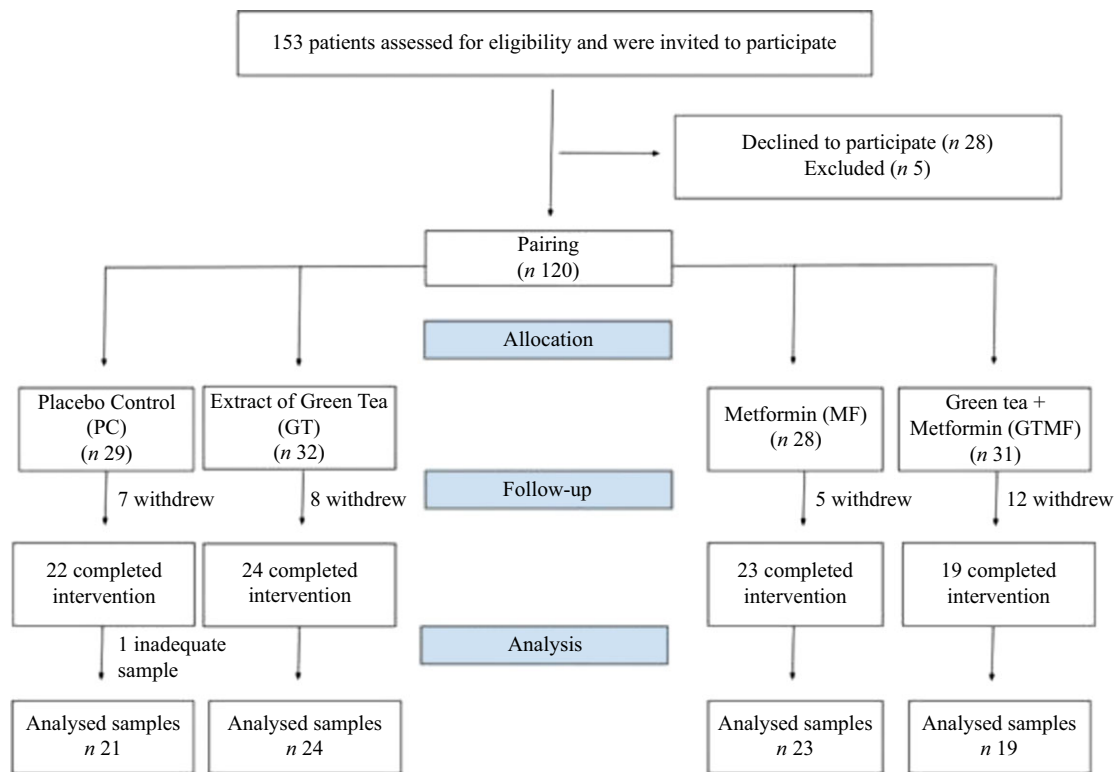 153 patients assessed for eligibility and were invited to participate
Declined to participate (n 28)
Excluded (n 5)
Pairing
(n 120)
Allocation
Placebo Control
(PC)
(n 29)
Extract of Green Tea
(GT)
(n 32)
Metformin (MF)
(n 28)
Green tea +
Metformin (GTMF)
(n 31)
7 withdrew
8 withdrew
Follow-up
5 withdrew
12 withdrew
22 completed
intervention
24 completed
intervention
23 completed
intervention
19 completed
intervention
1 inadequate
sample
Analysis
Analysed samples
n 21
Analysed samples
n 24
Analysed samples
n 23
Analysed samples
n 19